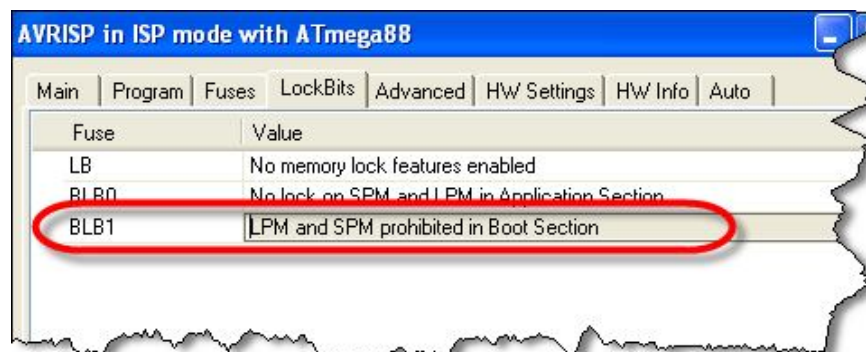 AVRISP in ISP mode with ATmega88
Main Program Fuses LockBits Advanced HW Settings HW Info Auto
Fuse Value
LB No memory lock features enabled
BLB0 No lock on SPM and LPM in Application Section
BLB1 LPM and SPM prohibited in Boot Section